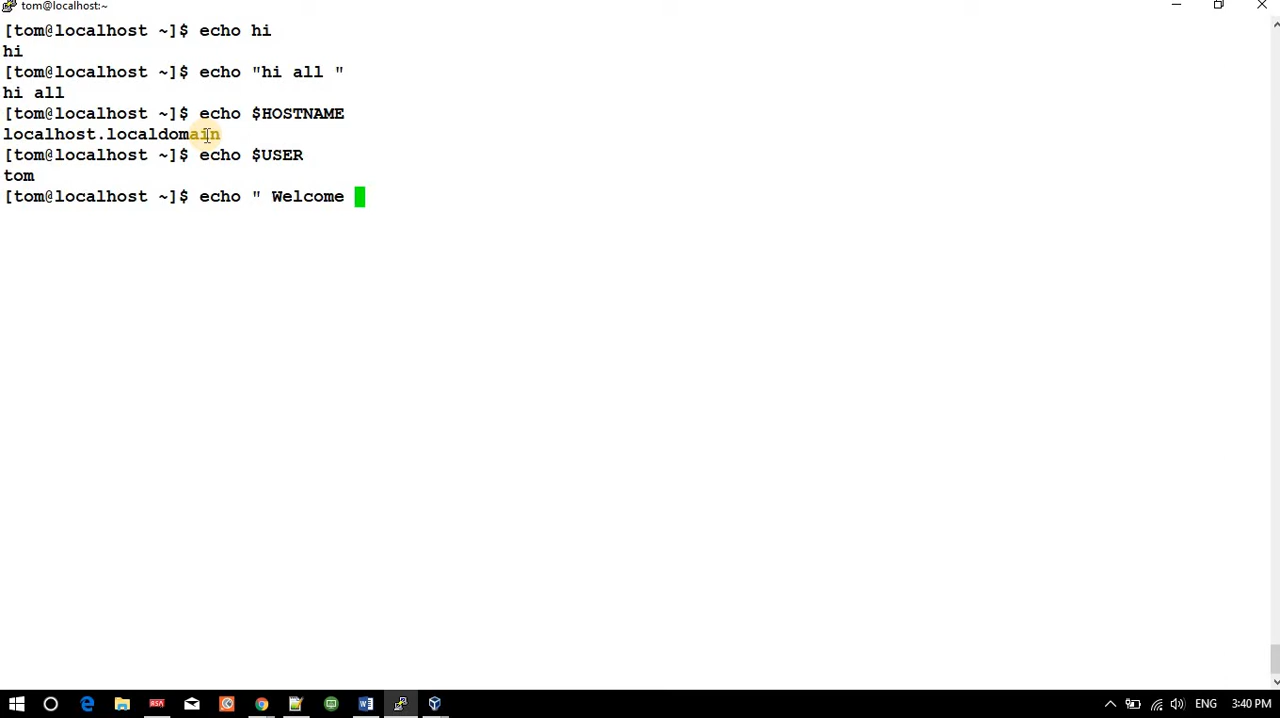 tom@localhost:~
[tom@localhost ~]$ echo hi
hi
[tom@localhost ~]$ echo "hi all "
hi all
[tom@localhost ~]$ echo $HOSTNAME
localhost.localdomain
[tom@localhost ~]$ echo $USER
tom
[tom@localhost ~]$ echo " Welcome
RSA
ENG
3:40 PM